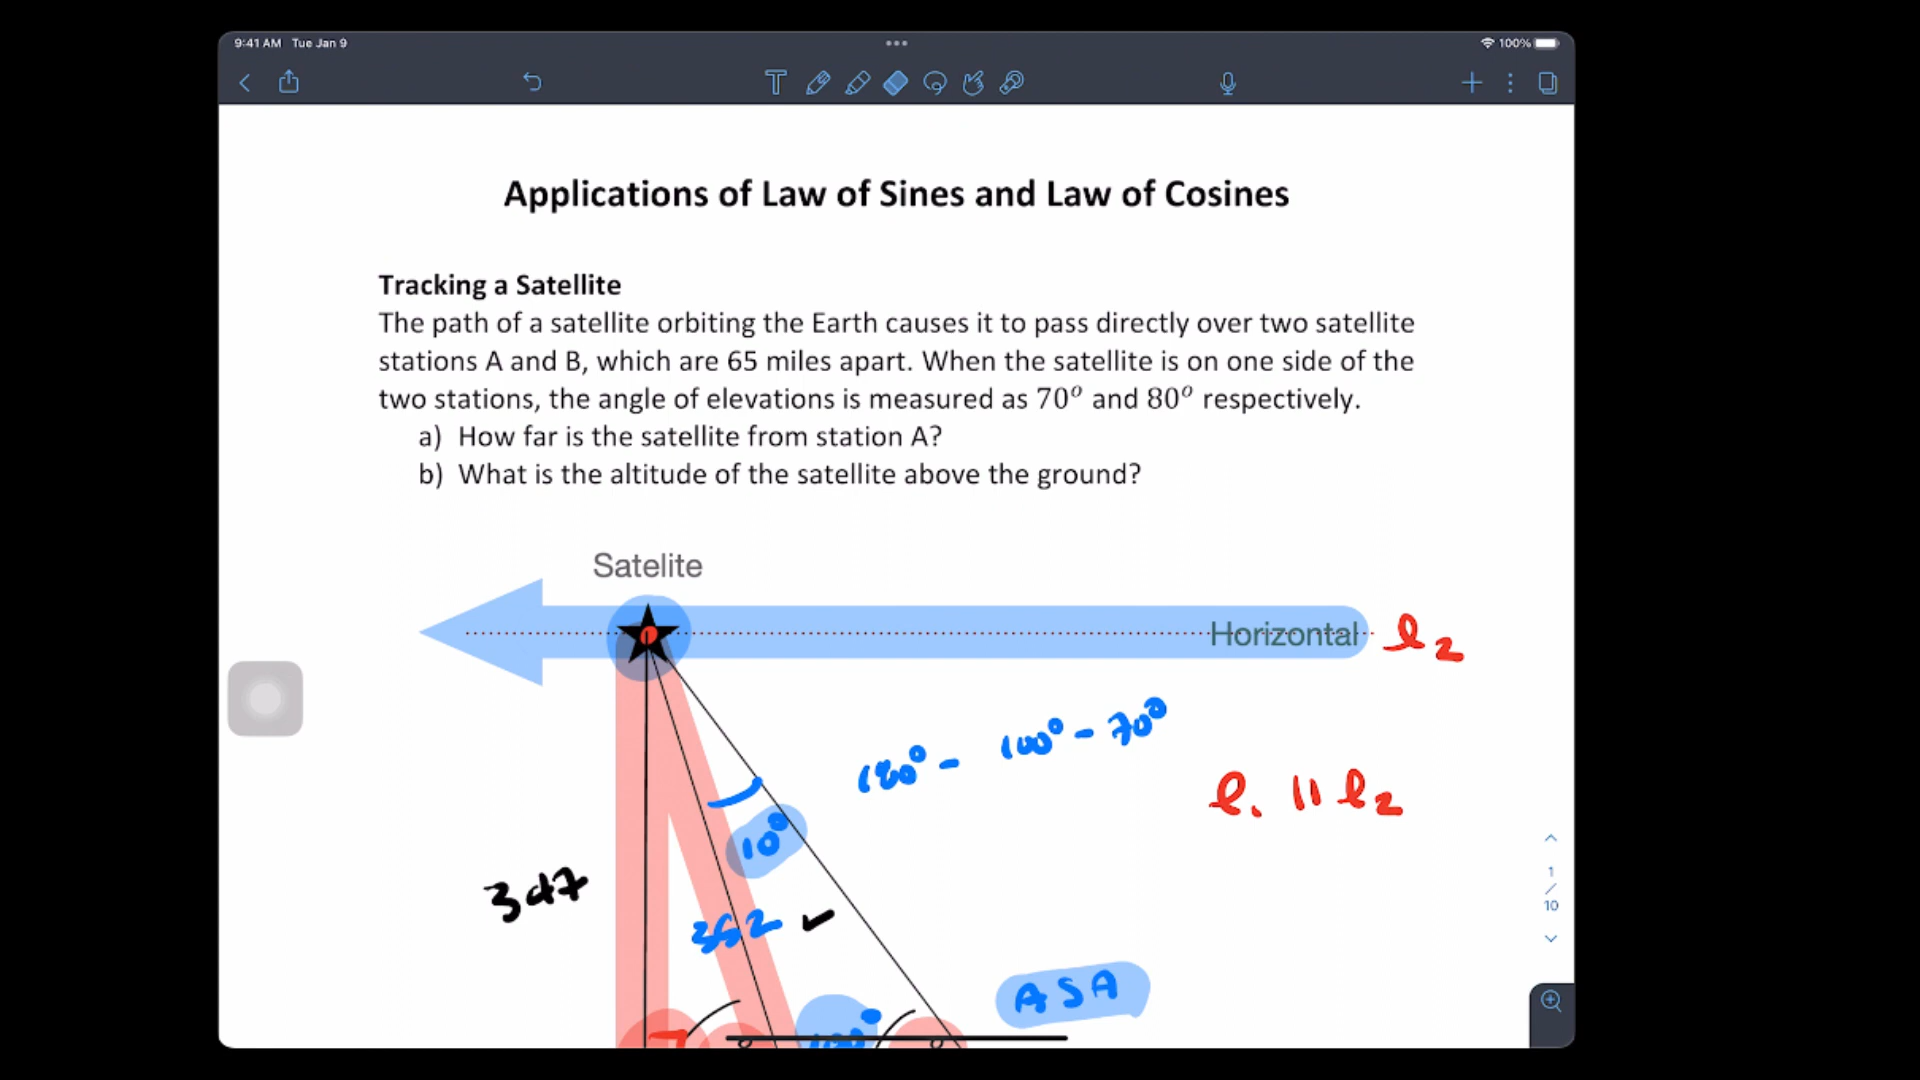 9:41 AM Tue Jan 9
100%
Applications of Law of Sines and Law of Cosines
Tracking a Satellite
The path of a satellite orbiting the Earth causes it to pass directly over two satellite
stations A and B, which are 65 miles apart. When the satellite is on one side of the
two stations, the angle of elevations is measured as 70° and 80° respectively.
a) How far is the satellite from station A?
b) What is the altitude of the satellite above the ground?
Satelite
Horizontal ℓ₂
180° - 100° - 70°
ℓ₁ || ℓ₂
10°
347
352 ✓
ASA
1
/
10